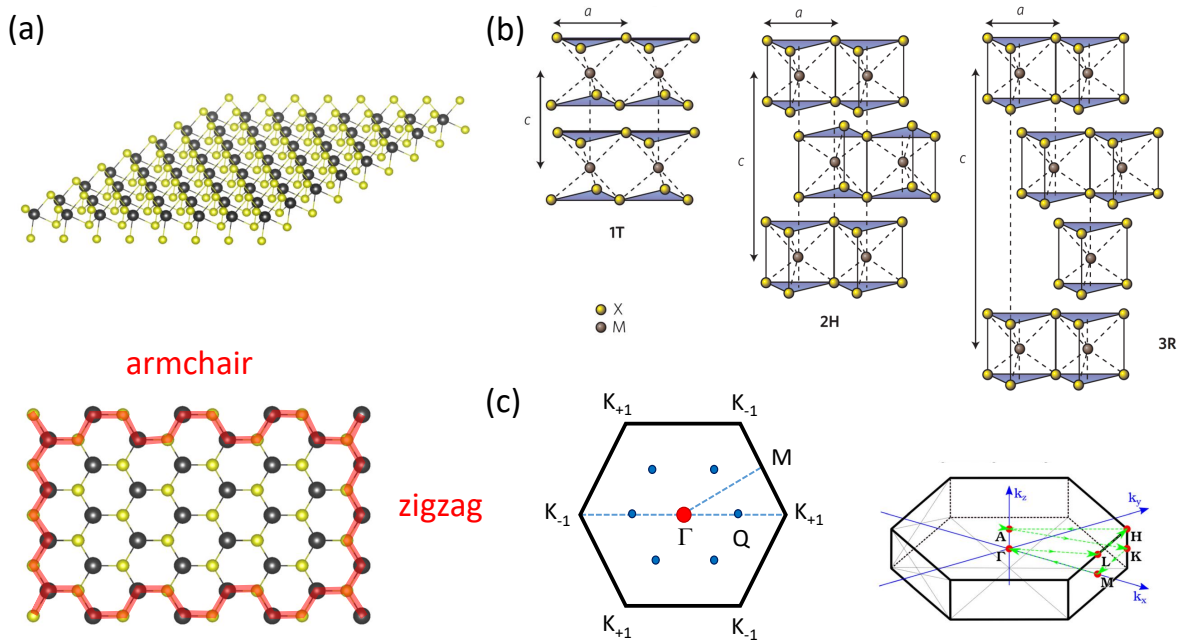 (a)
(b)
a
c
1T
a
c
2H
a
c
3R
X
M
armchair
zigzag
(c)
K+1
K-1
M
K-1
Γ
Q
K+1
K+1
K-1
kz
ky
A
H
Γ
L
K
M
kx